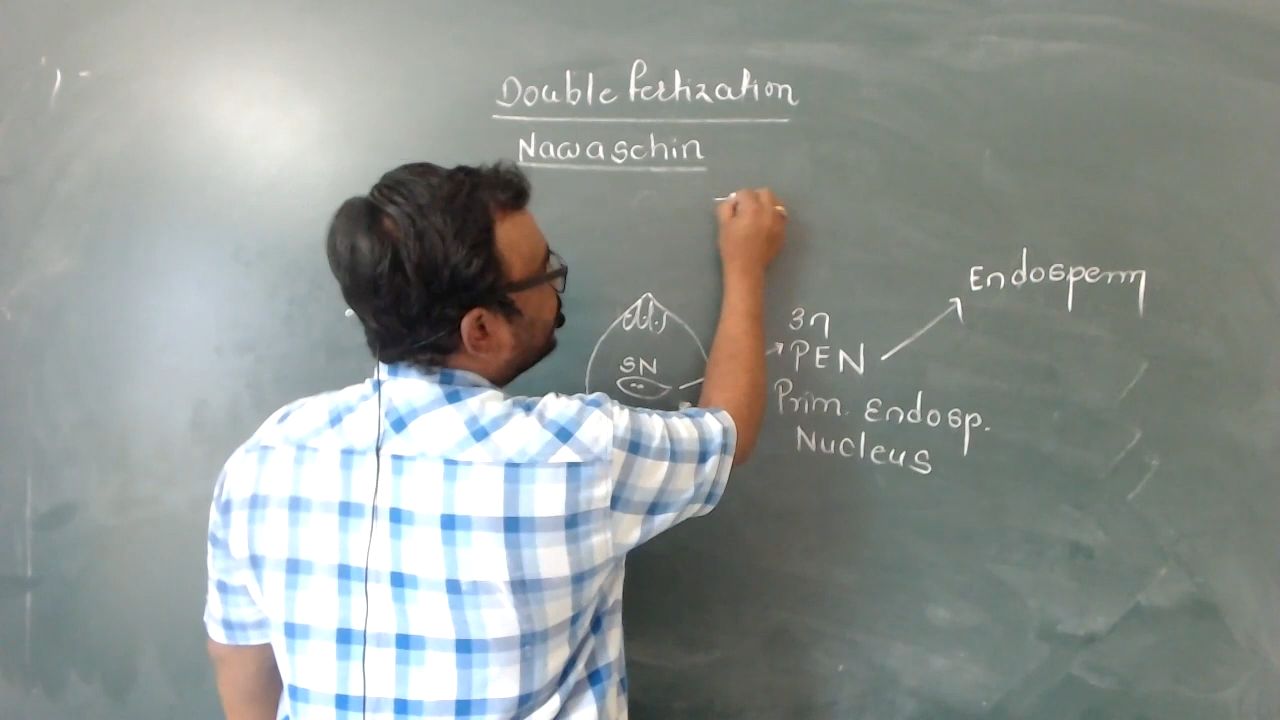 Double Fertization
Nawaschin
Endosperm
3n
SN
PEN
Prim. Endosp.
Nucleus